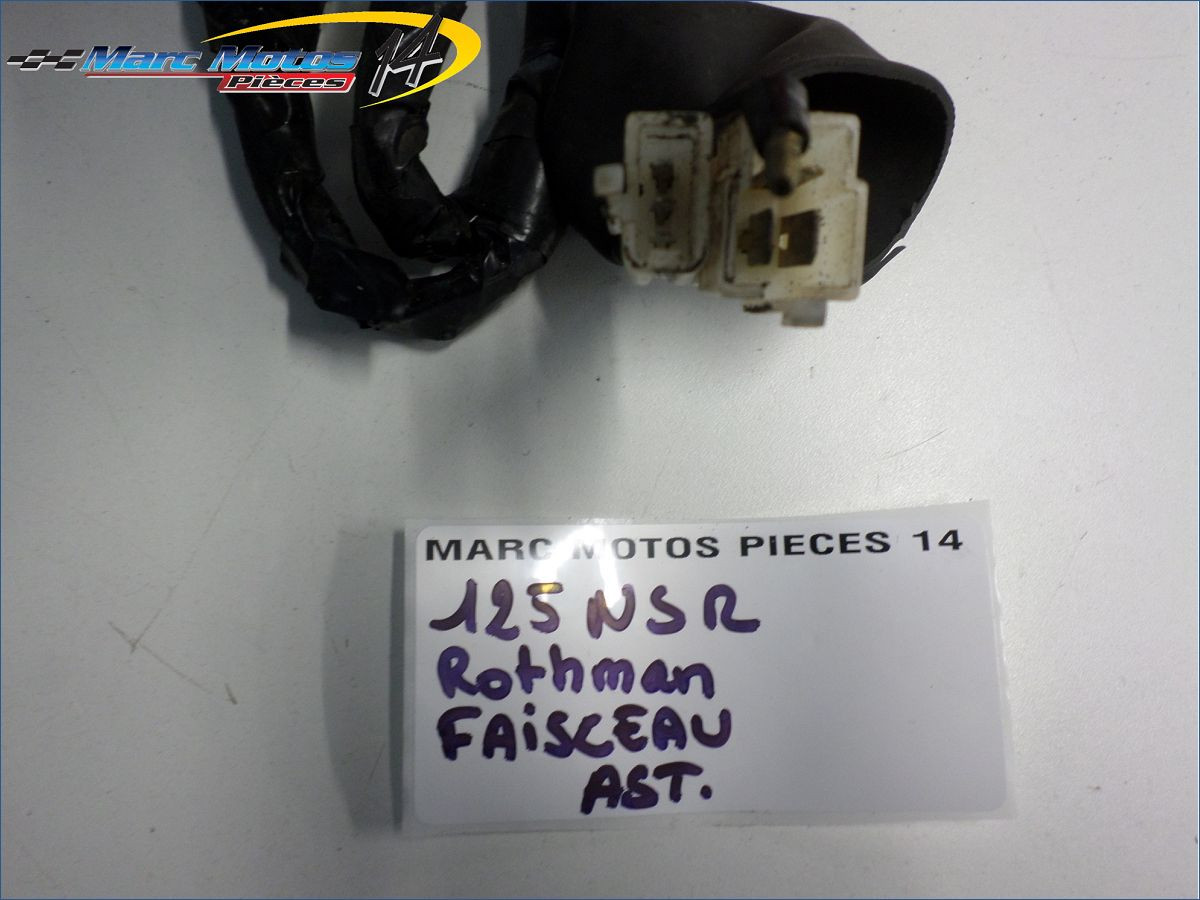 Marc Motos 14
Pièces
MARC MOTOS PIECES 14
125 NSR
Rothman
FAiSCEAU
AST.